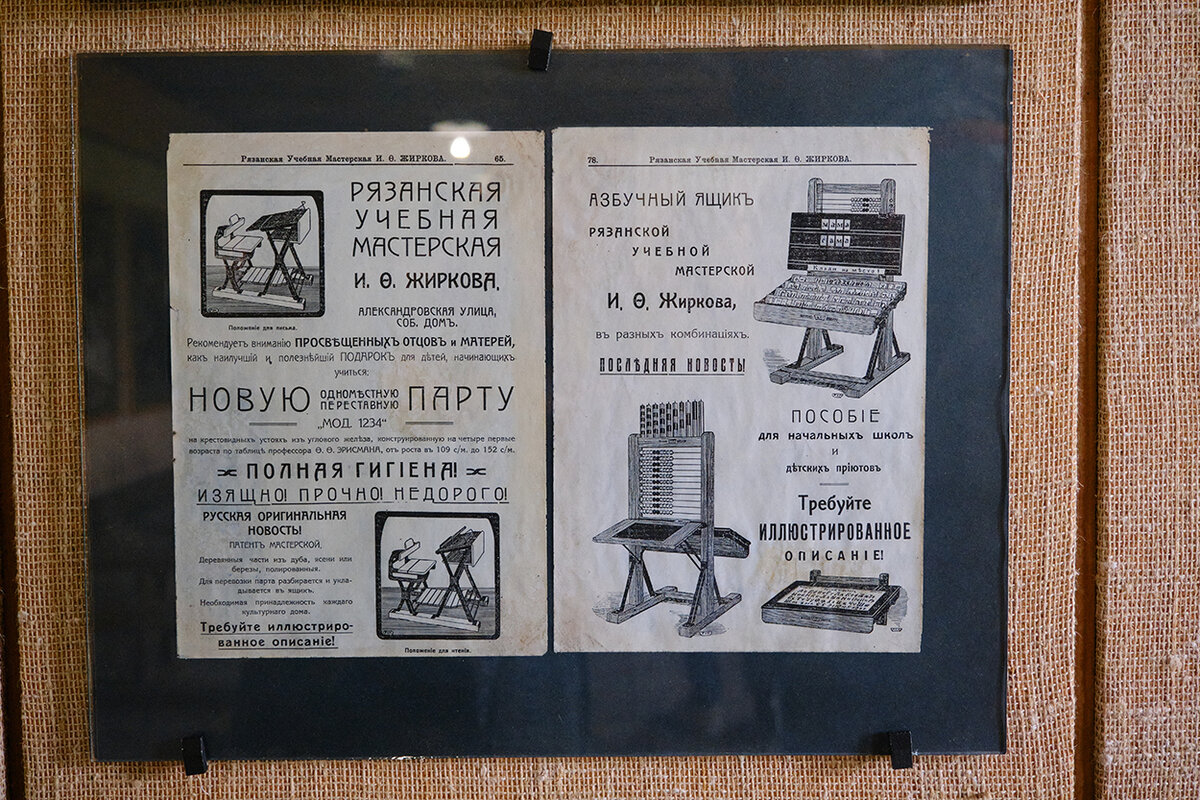 Рязанская Учебная Мастерская И. Ѳ. ЖИРКОВА. 65.
РЯЗАНСКАЯ
УЧЕБНАЯ
МАСТЕРСКАЯ
И. Ѳ. ЖИРКОВА,
АЛЕКСАНДРОВСКАЯ УЛИЦА,
СОБ. ДОМЪ.
Положеніе для письма.
Рекомендуетъ вниманію ПРОСВѢЩЕННЫХЪ ОТЦОВЪ и МАТЕРЕЙ,
какъ наилучшій и полезнѣйшій ПОДАРОКЪ для дѣтей, начинающихъ
учиться:
НОВУЮ ОДНОМѢСТНУЮ ПЕРЕСТАВНУЮ ПАРТУ
„МОД. 1234“
на крестовидныхъ устояхъ изъ углового желѣза, конструированную на четыре первые
возраста по таблицѣ профессора Ѳ. Ѳ. ЭРИСМАНА, отъ роста въ 109 с/м. до 152 с/м.
ПОЛНАЯ ГИГІЕНА!
ИЗЯЩНО! ПРОЧНО! НЕДОРОГО!
РУССКАЯ ОРИГИНАЛЬНАЯ
НОВОСТЬ!
ПАТЕНТЪ МАСТЕРСКОЙ.
Деревянныя части изъ дуба, ясени или
березы, полированныя.
Для перевозки парта разбирается и укла-
дывается въ ящикъ.
Необходимая принадлежность каждаго
культурнаго дома.
Требуйте иллюстриро-
ванное описаніе!
Положеніе для чтенія.
78. Рязанская Учебная Мастерская И. Ѳ. ЖИРКОВА.
АЗБУЧНЫЙ ЯЩИКЪ
РЯЗАНСКОЙ
УЧЕБНОЙ
МАСТЕРСКОЙ
И. Ѳ. Жиркова,
въ разныхъ комбинаціяхъ.
ПОСЛѢДНЯЯ НОВОСТЬ!
мама
сама
Клади на мѣсто!
ПОСОБІЕ
для начальныхъ школъ
и
дѣтскихъ пріютовъ
Требуйте
ИЛЛЮСТРИРОВАННОЕ
ОПИСАНІЕ!